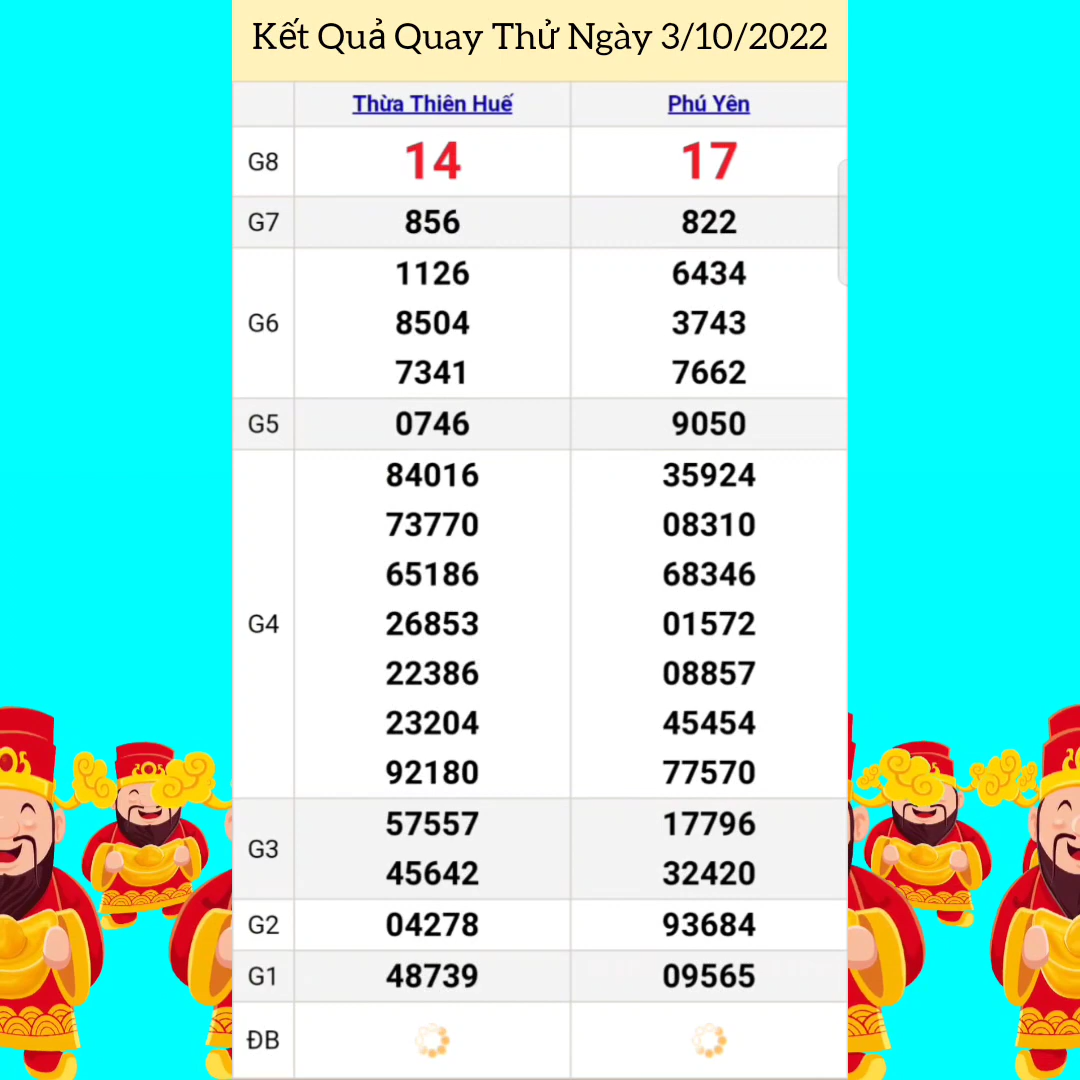 Kết Quả Quay Thử Ngày 3/10/2022
Thừa Thiên Huế Phú Yên
G8 14 17
G7 856 822
1126 6434
G6 8504 3743
7341 7662
G5 0746 9050
84016 35924
73770 08310
65186 68346
G4 26853 01572
22386 08857
23204 45454
92180 77570
G3 57557 17796
45642 32420
G2 04278 93684
G1 48739 09565
ĐB